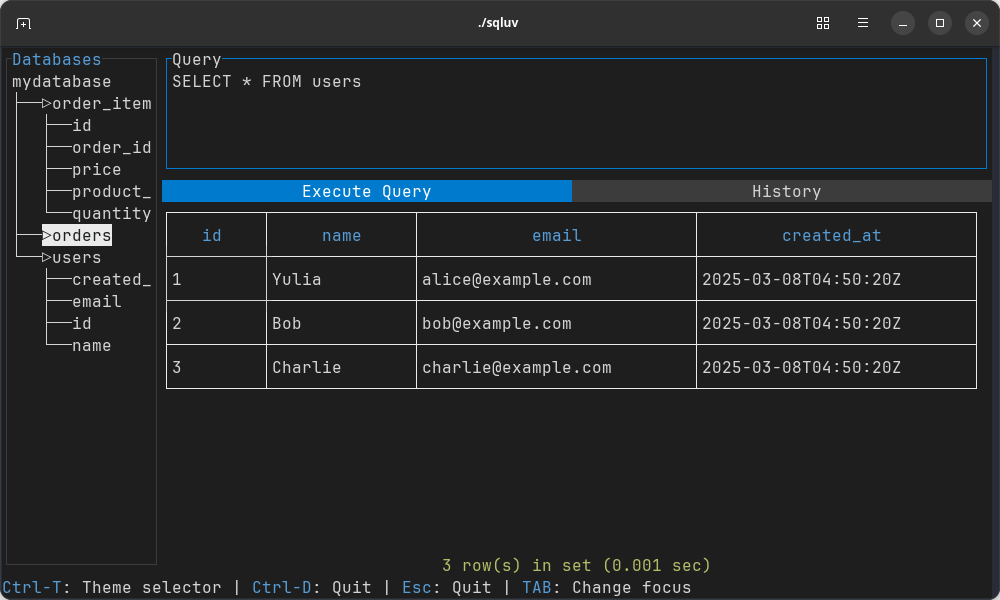 ./sqluv
Databases
mydatabase
order_item
id
order_id
price
product_
quantity
orders
users
created_
email
id
name
Query
SELECT * FROM users
Execute Query History
id name email created_at
1 Yulia alice@example.com 2025-03-08T04:50:20Z
2 Bob bob@example.com 2025-03-08T04:50:20Z
3 Charlie charlie@example.com 2025-03-08T04:50:20Z
3 row(s) in set (0.001 sec)
Ctrl-T: Theme selector | Ctrl-D: Quit | Esc: Quit | TAB: Change focus